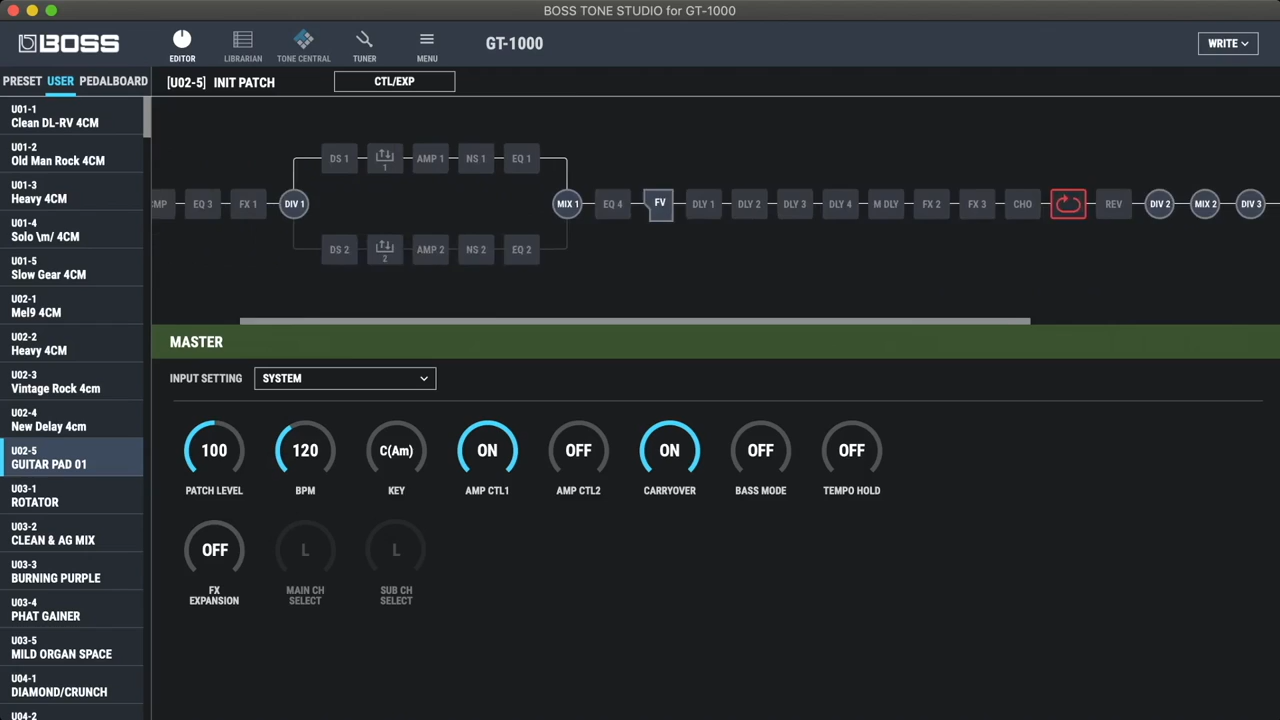 BOSS TONE STUDIO for GT-1000
BOSS
EDITOR
LIBRARIAN
TONE CENTRAL
TUNER
MENU
GT-1000
WRITE
PRESET USER PEDALBOARD
[U02-5] INIT PATCH
CTL/EXP
U01-1
Clean DL-RV 4CM
U01-2
Old Man Rock 4CM
U01-3
Heavy 4CM
U01-4
Solo \m/ 4CM
U01-5
Slow Gear 4CM
U02-1
Mel9 4CM
U02-2
Heavy 4CM
U02-3
Vintage Rock 4cm
U02-4
New Delay 4cm
U02-5
GUITAR PAD 01
U03-1
ROTATOR
U03-2
CLEAN & AG MIX
U03-3
BURNING PURPLE
U03-4
PHAT GAINER
U03-5
MILD ORGAN SPACE
U04-1
DIAMOND/CRUNCH
U04-2
DS 1 1 AMP 1 NS 1 EQ 1
MP EQ 3 FX 1 DIV 1 MIX 1 EQ 4 FV DLY 1 DLY 2 DLY 3 DLY 4 M DLY FX 2 FX 3 CHO REV DIV 2 MIX 2 DIV 3
DS 2 2 AMP 2 NS 2 EQ 2
MASTER
INPUT SETTING SYSTEM
100 120 C(Am) ON OFF ON OFF OFF
PATCH LEVEL BPM KEY AMP CTL1 AMP CTL2 CARRYOVER BASS MODE TEMPO HOLD
OFF L L
FX EXPANSION
MAIN CH SELECT
SUB CH SELECT